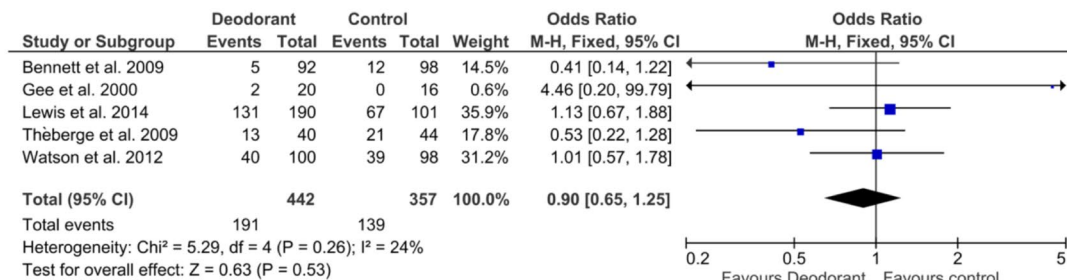 Deodorant Control Odds Ratio Odds Ratio
Study or Subgroup Events Total Events Total Weight M-H, Fixed, 95% CI M-H, Fixed, 95% CI
Bennett et al. 2009 5 92 12 98 14.5% 0.41 [0.14, 1.22]
Gee et al. 2000 2 20 0 16 0.6% 4.46 [0.20, 99.79]
Lewis et al. 2014 131 190 67 101 35.9% 1.13 [0.67, 1.88]
Thèberge et al. 2009 13 40 21 44 17.8% 0.53 [0.22, 1.28]
Watson et al. 2012 40 100 39 98 31.2% 1.01 [0.57, 1.78]
Total (95% CI) 442 357 100.0% 0.90 [0.65, 1.25]
Total events 191 139
Heterogeneity: Chi² = 5.29, df = 4 (P = 0.26); I² = 24%
Test for overall effect: Z = 0.63 (P = 0.53)
0.2 0.5 1 2 5
Favours Deodorant Favours control